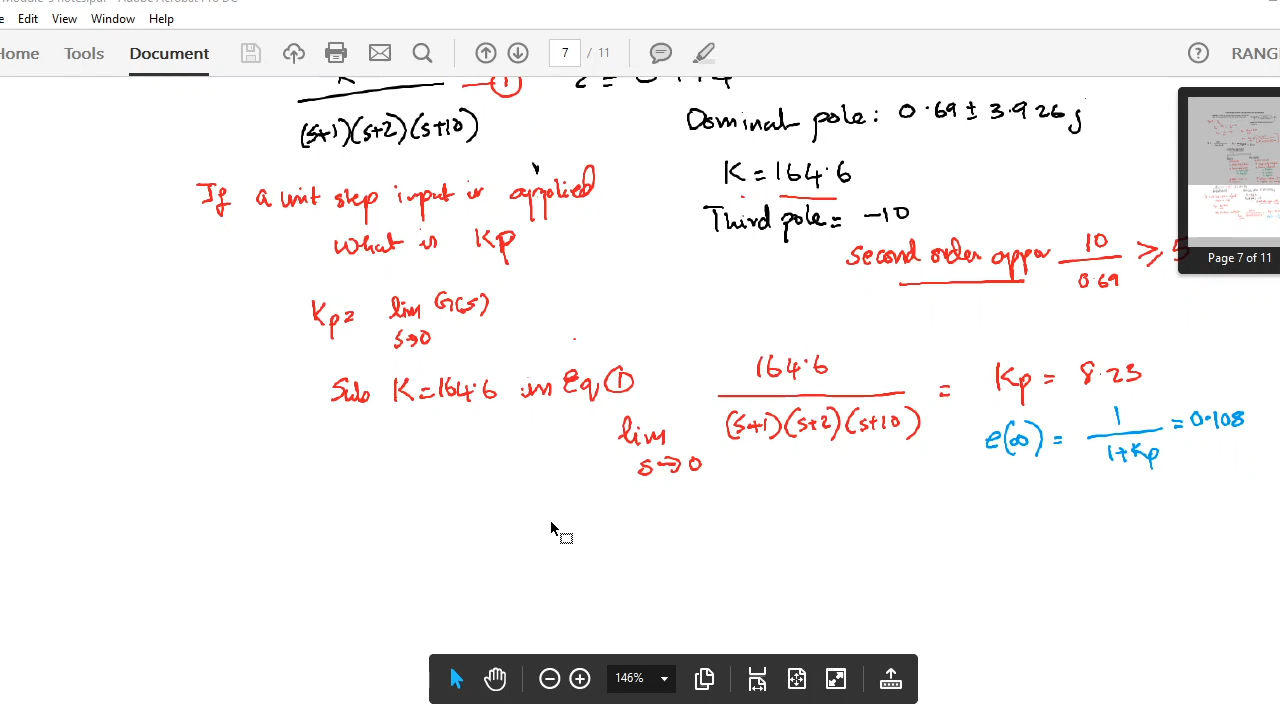 Edit View Window Help
Home Tools Document 7 / 11 RANG
K
(s+1)(s+2)(s+10) 1
Dominal pole: 0.69 ± 3.926j
K = 164.6
Third pole = -10
second order appor 10 / 0.69 ≥ 5
Page 7 of 11
If a unit step input is applied
what is Kp
Kp= lim G(s)
s→0
Sub K=164.6 in Eq 1
lim s→0 164.6 / (s+1)(s+2)(s+10) = Kp = 8.23
e(∞) = 1 / 1+Kp = 0.108
146%